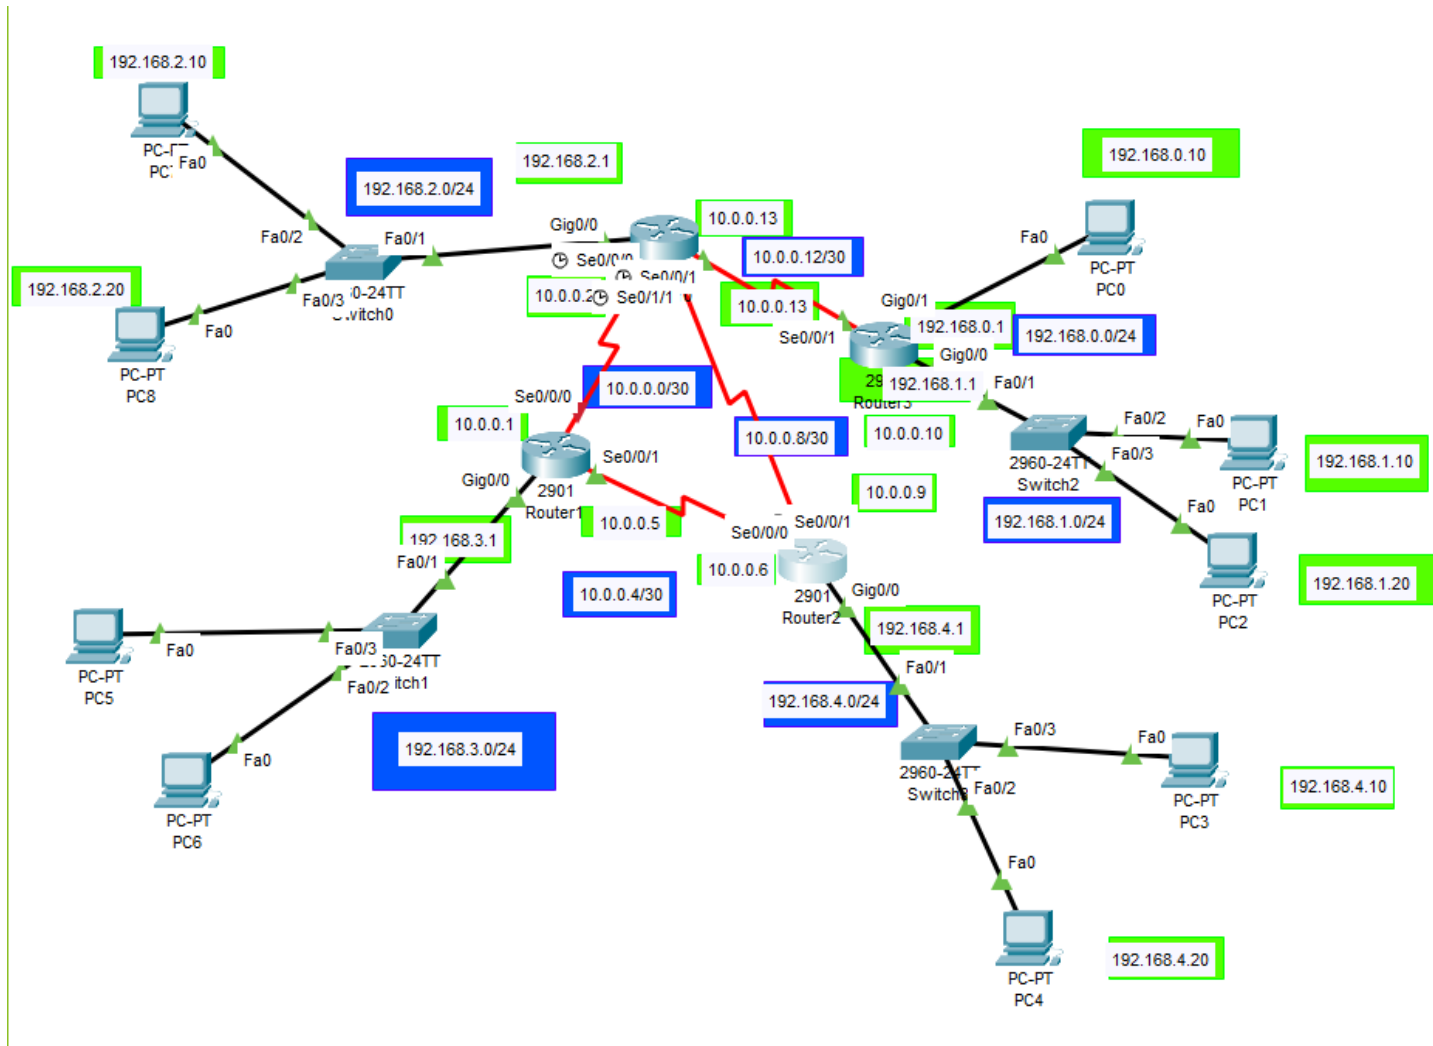 192.168.2.10
Fa0
192.168.2.0/24
192.168.2.1
10.0.0.13
192.168.0.10
Fa0/2
Fa0/1
Gig0/0
10.0.0.12/30
Fa0
PC-PT
PC0
192.168.2.20
Fa0/3
Fa0
PC-PT
PC8
Se0/0/1
Se0/1/1
10.0.0.13
Se0/0/1
Gig0/1
192.168.0.1
192.168.0.0/24
Gig0/0
192.168.1.1
Router3
Fa0/1
10.0.0.0/30
Se0/0/0
10.0.0.1
10.0.0.8/30
10.0.0.10
Fa0/2
Fa0
Fa0/3
2960-24TT
Switch2
PC-PT
PC1
192.168.1.10
Gig0/0
Se0/0/1
2901
Router1
10.0.0.9
192.168.1.0/24
Fa0
192.168.3.1
10.0.0.5
Se0/0/0
Se0/0/1
Fa0/1
10.0.0.6
10.0.0.4/30
2901
Router2
Gig0/0
PC-PT
PC2
192.168.1.20
192.168.4.1
Fa0
Fa0/3
Fa0/2
PC-PT
PC5
Fa0/1
192.168.4.0/24
192.168.3.0/24
Fa0
PC-PT
PC6
Fa0/3
Fa0
Fa0/2
PC-PT
PC3
192.168.4.10
Fa0
PC-PT
PC4
192.168.4.20